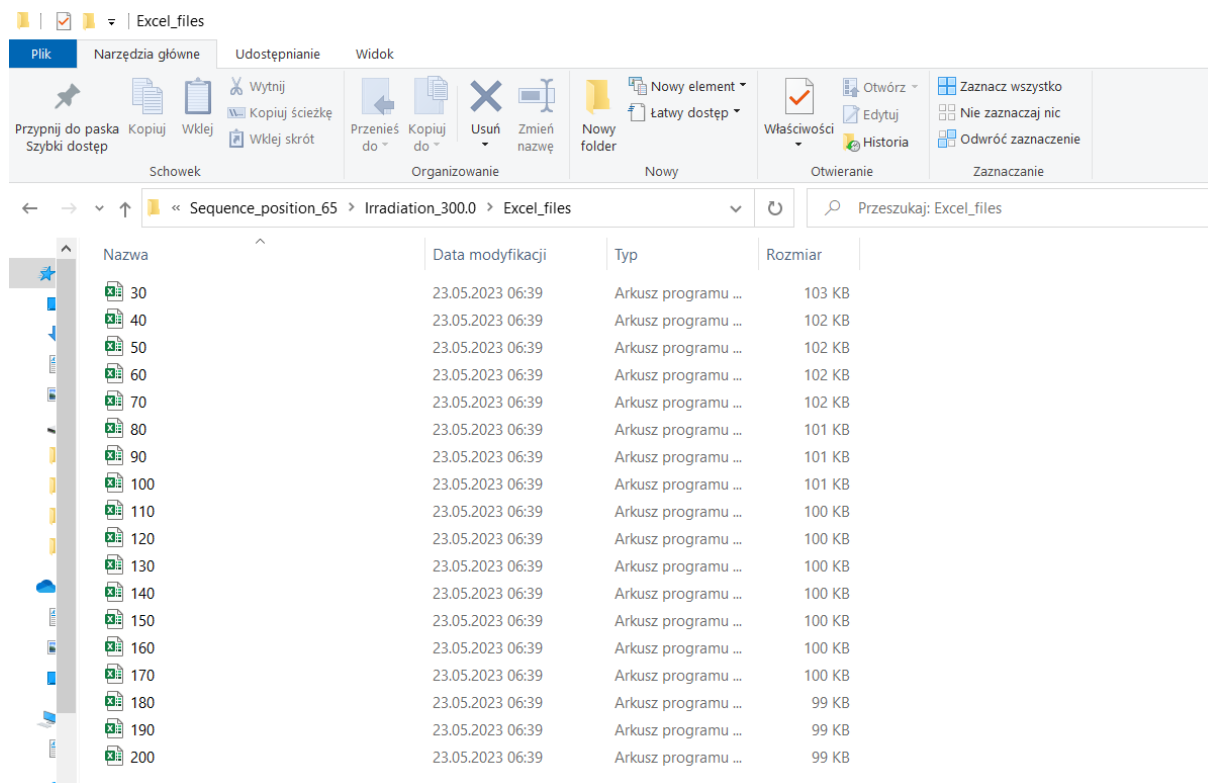 Excel_files
Plik Narzędzia główne Udostępnianie Widok
Przypnij do paska
Szybki dostęp
Kopiuj
Wklej
Wytnij
Kopiuj ścieżkę
Wklej skrót
Schowek
Przenieś
do
Kopiuj
do
Usuń
Zmień
nazwę
Organizowanie
Nowy
folder
Nowy element
Łatwy dostęp
Nowy
Właściwości
Otwórz
Edytuj
Historia
Otwieranie
Zaznacz wszystko
Nie zaznaczaj nic
Odwróć zaznaczenie
Zaznaczanie
« Sequence_position_65 > Irradiation_300.0 > Excel_files Przeszukaj: Excel_files
Nazwa Data modyfikacji Typ Rozmiar
30 23.05.2023 06:39 Arkusz programu ... 103 KB
40 23.05.2023 06:39 Arkusz programu ... 102 KB
50 23.05.2023 06:39 Arkusz programu ... 102 KB
60 23.05.2023 06:39 Arkusz programu ... 102 KB
70 23.05.2023 06:39 Arkusz programu ... 102 KB
80 23.05.2023 06:39 Arkusz programu ... 101 KB
90 23.05.2023 06:39 Arkusz programu ... 101 KB
100 23.05.2023 06:39 Arkusz programu ... 101 KB
110 23.05.2023 06:39 Arkusz programu ... 100 KB
120 23.05.2023 06:39 Arkusz programu ... 100 KB
130 23.05.2023 06:39 Arkusz programu ... 100 KB
140 23.05.2023 06:39 Arkusz programu ... 100 KB
150 23.05.2023 06:39 Arkusz programu ... 100 KB
160 23.05.2023 06:39 Arkusz programu ... 100 KB
170 23.05.2023 06:39 Arkusz programu ... 100 KB
180 23.05.2023 06:39 Arkusz programu ... 99 KB
190 23.05.2023 06:39 Arkusz programu ... 99 KB
200 23.05.2023 06:39 Arkusz programu ... 99 KB